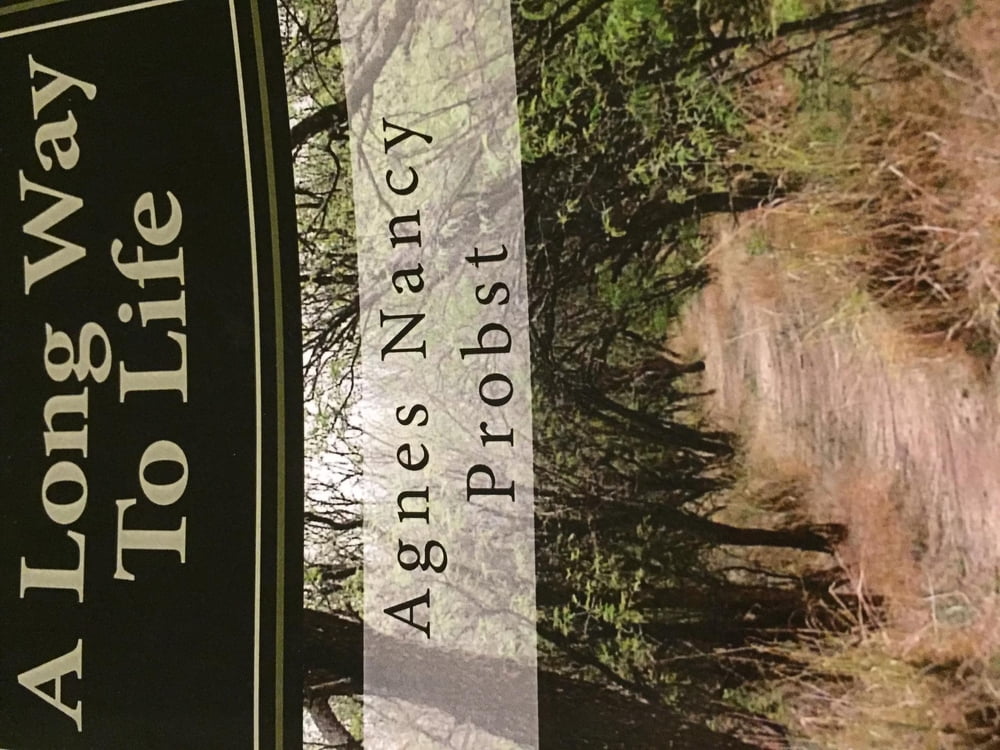 A Long Way
To Life
Agnes Nancy
Probst